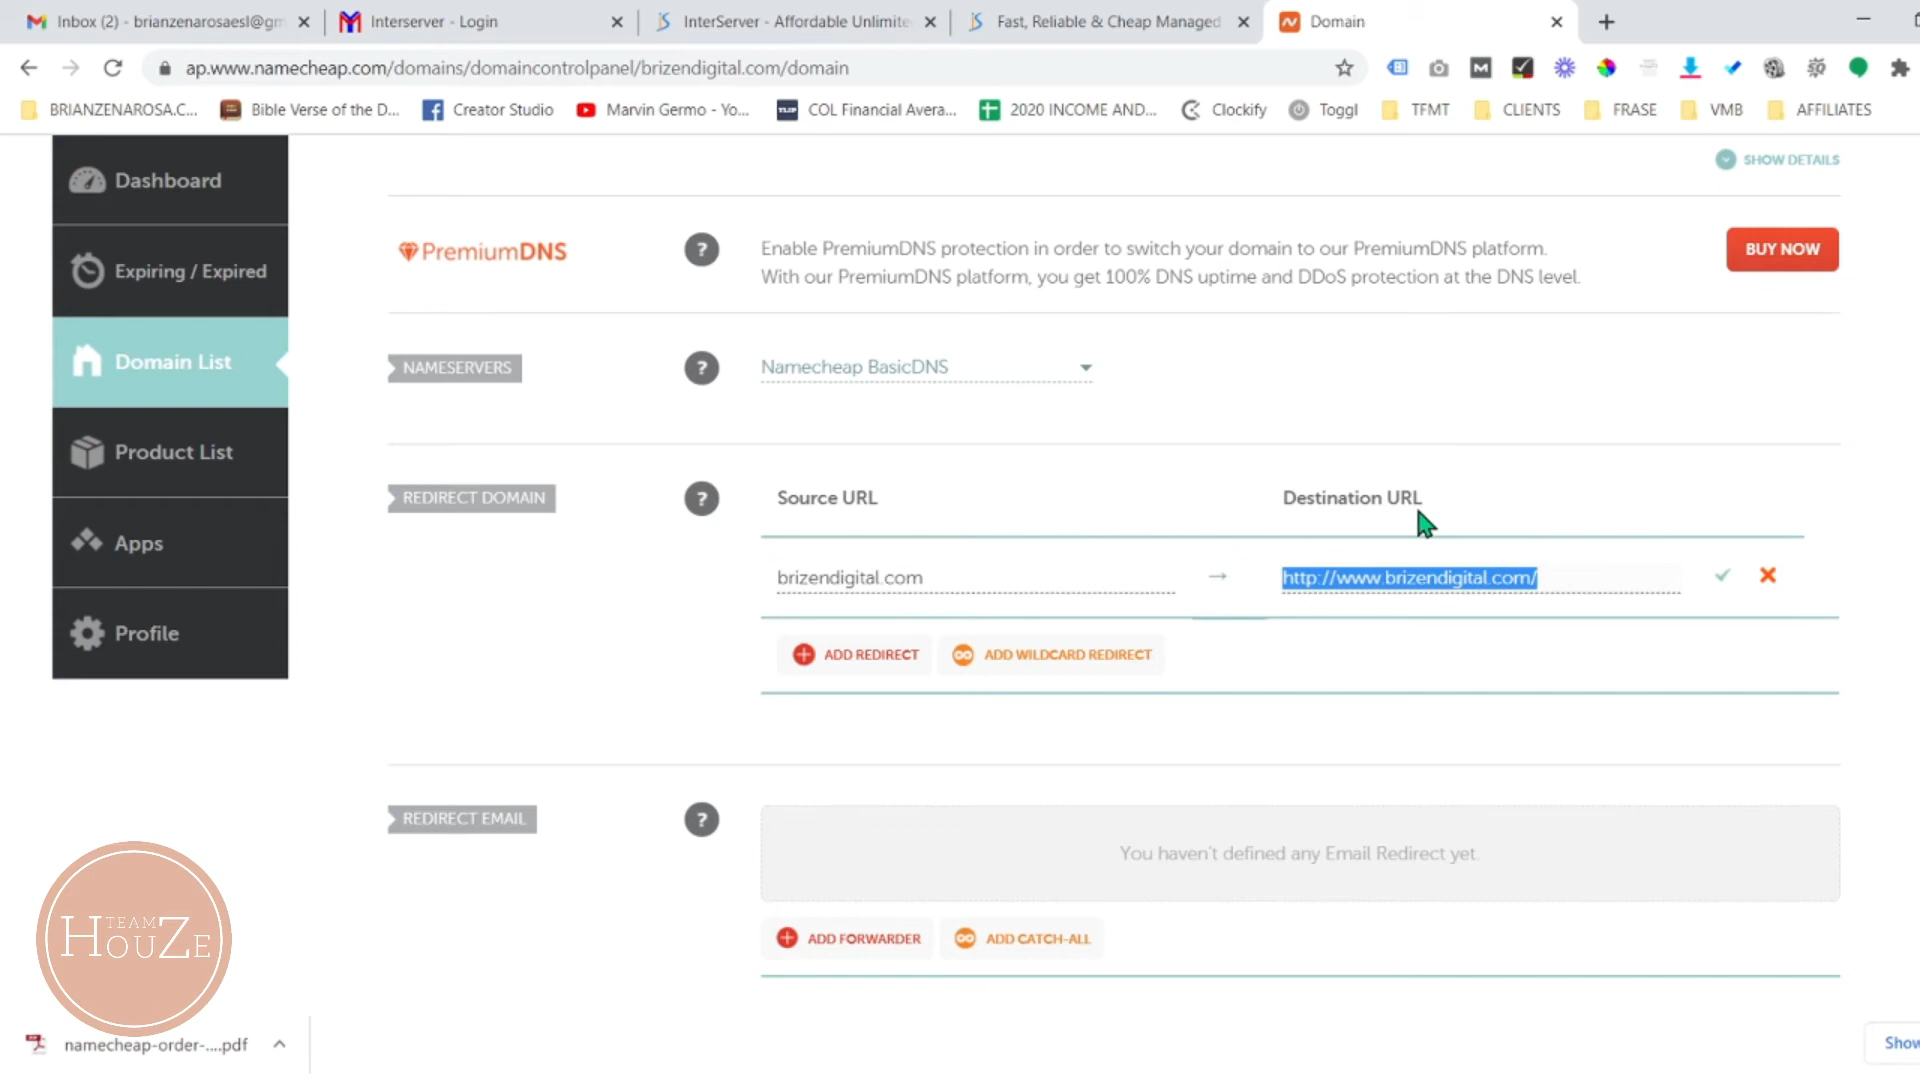 Inbox (2) - brianzenarosaesl@gm
Interserver - Login
InterServer - Affordable Unlimite
Fast, Reliable & Cheap Managed
Domain
ap.www.namecheap.com/domains/domaincontrolpanel/brizendigital.com/domain
BRIANZENAROSA.C...
Bible Verse of the D...
Creator Studio
Marvin Germo - Yo...
COL Financial Avera...
2020 INCOME AND...
Clockify
Toggl
TFMT
CLIENTS
FRASE
VMB
AFFILIATES
Dashboard
Expiring / Expired
Domain List
Product List
Apps
Profile
SHOW DETAILS
PremiumDNS
?
Enable PremiumDNS protection in order to switch your domain to our PremiumDNS platform.
With our PremiumDNS platform, you get 100% DNS uptime and DDoS protection at the DNS level.
BUY NOW
NAMESERVERS
?
Namecheap BasicDNS
REDIRECT DOMAIN
?
Source URL
Destination URL
brizendigital.com
→
http://www.brizendigital.com/
ADD REDIRECT
ADD WILDCARD REDIRECT
REDIRECT EMAIL
?
You haven't defined any Email Redirect yet.
ADD FORWARDER
ADD CATCH-ALL
TEAM
HOUZE
namecheap-order-....pdf
Show